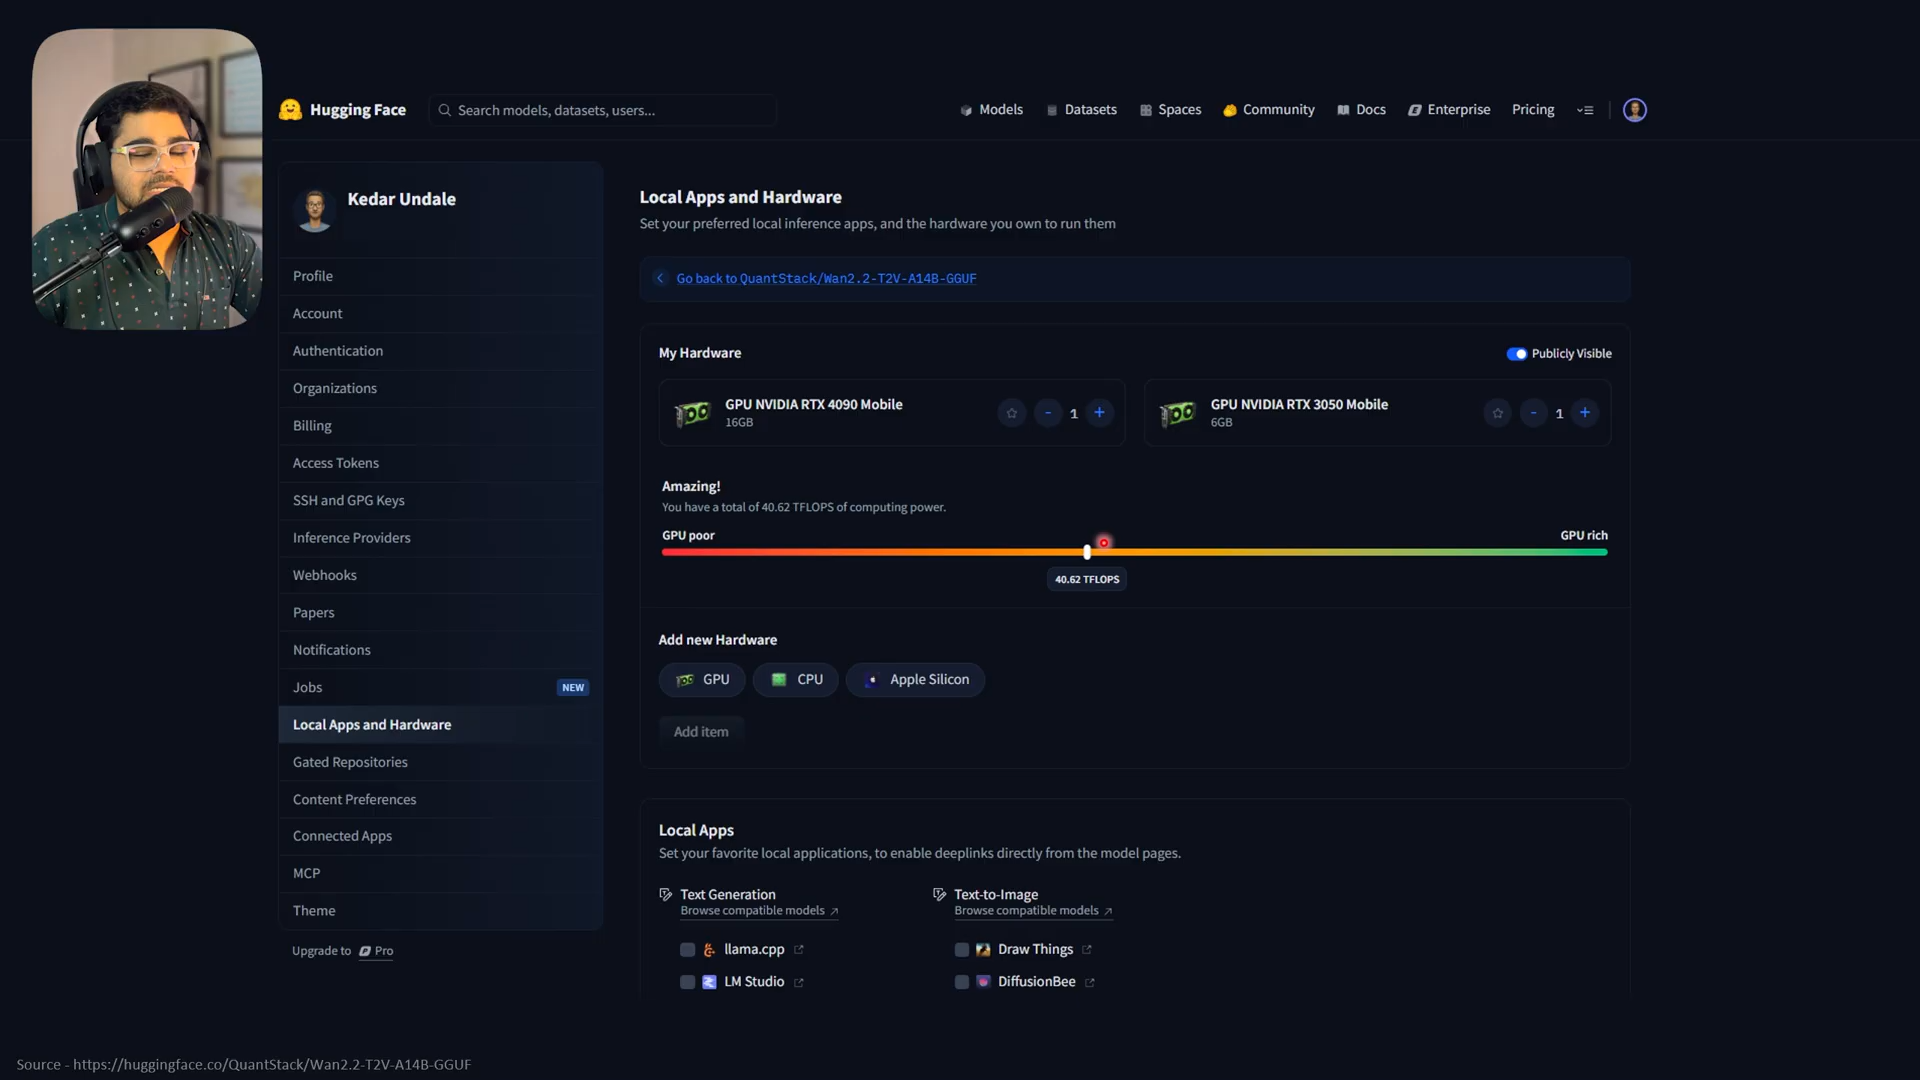 Hugging Face
Search models, datasets, users...
Models
Datasets
Spaces
Community
Docs
Enterprise
Pricing
Kedar Undale
Profile
Account
Authentication
Organizations
Billing
Access Tokens
SSH and GPG Keys
Inference Providers
Webhooks
Papers
Notifications
Jobs NEW
Local Apps and Hardware
Gated Repositories
Content Preferences
Connected Apps
MCP
Theme
Upgrade to Pro
Local Apps and Hardware
Set your preferred local inference apps, and the hardware you own to run them
Go back to QuantStack/Wan2.2-T2V-A14B-GGUF
My Hardware
Publicly Visible
GPU NVIDIA RTX 4090 Mobile
16GB
- 1 +
GPU NVIDIA RTX 3050 Mobile
6GB
- 1 +
Amazing!
You have a total of 40.62 TFLOPS of computing power.
GPU poor
GPU rich
40.62 TFLOPS
Add new Hardware
GPU
CPU
Apple Silicon
Add item
Local Apps
Set your favorite local applications, to enable deeplinks directly from the model pages.
Text Generation
Browse compatible models
llama.cpp
LM Studio
Text-to-Image
Browse compatible models
Draw Things
DiffusionBee
Source - https://huggingface.co/QuantStack/Wan2.2-T2V-A14B-GGUF